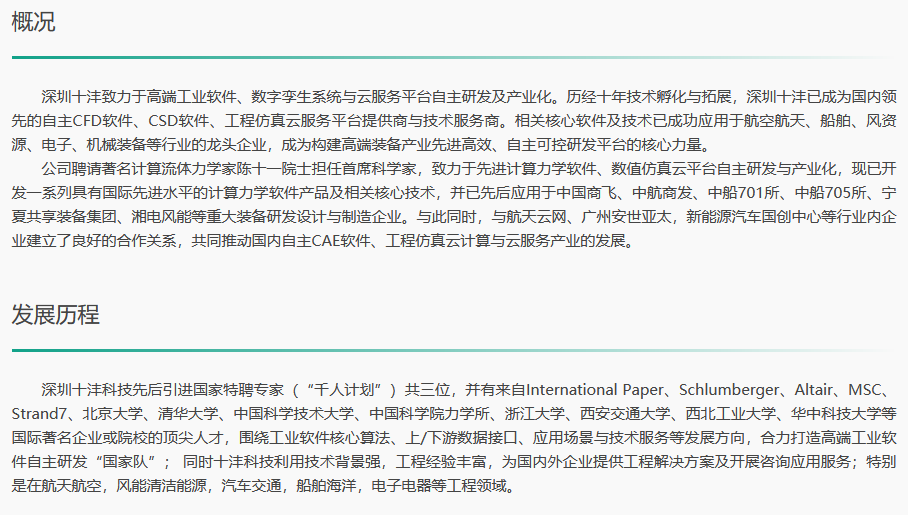 概况
深圳十沣致力于高端工业软件、数字孪生系统与云服务平台自主研发及产业化。历经十年技术孵化与拓展，深圳十沣已成为国内领
先的自主CFD软件、CSD软件、工程仿真云服务平台提供商与技术服务商。相关核心软件及技术已成功应用于航空航天、船舶、风资
源、电子、机械装备等行业的龙头企业，成为构建高端装备产业先进高效、自主可控研发平台的核心力量。
公司聘请著名计算流体力学家陈十一院士担任首席科学家，致力于先进计算力学软件、数值仿真云平台自主研发与产业化，现已开
发一系列具有国际先进水平的计算力学软件产品及相关核心技术，并已先后应用于中国商飞、中航商发、中船701所、中船705所、宁
夏共享装备集团、湘电风能等重大装备研发设计与制造企业。与此同时，与航天云网、广州安世亚太，新能源汽车国创中心等行业内企
业建立了良好的合作关系，共同推动国内自主CAE软件、工程仿真云计算与云服务产业的发展。
发展历程
深圳十沣科技先后引进国家特聘专家（“千人计划”）共三位，并有来自International Paper、Schlumberger、Altair、MSC、
Strand7、北京大学、清华大学、中国科学技术大学、中国科学院力学所、浙江大学、西安交通大学、西北工业大学、华中科技大学等
国际著名企业或院校的顶尖人才，围绕工业软件核心算法、上/下游数据接口、应用场景与技术服务等发展方向，合力打造高端工业软
件自主研发“国家队”； 同时十沣科技利用技术背景强，工程经验丰富，为国内外企业提供工程解决方案及开展咨询应用服务；特别
是在航天航空，风能清洁能源，汽车交通，船舶海洋，电子电器等工程领域。